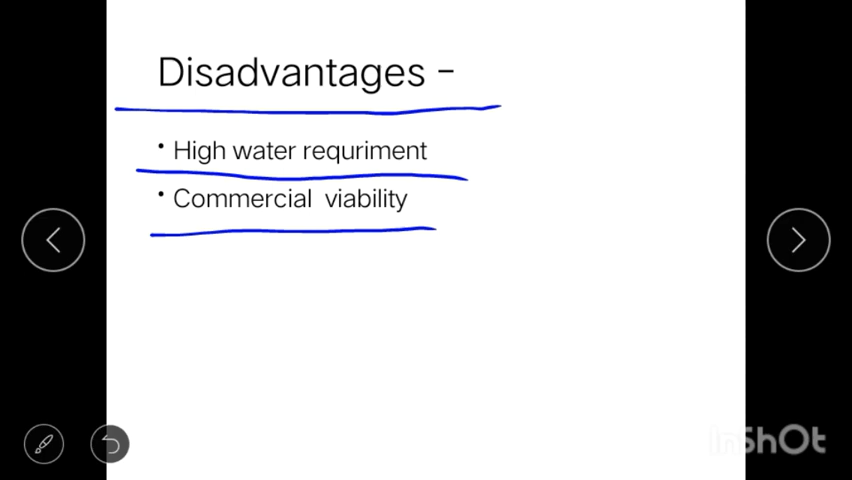 Disadvantages -
• High water requriment
• Commercial viability
InShOt